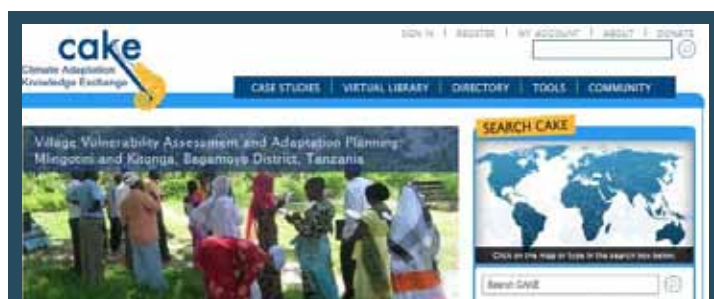 SIGN IN | REGISTER | MY ACCOUNT | ABOUT | DONATE
cake
Climate Adaptation
Knowledge Exchange
CASE STUDIES | VIRTUAL LIBRARY | DIRECTORY | TOOLS | COMMUNITY
Village Vulnerability Assessment and Adaptation Planning:
Mlingotini and Kitonga, Bagamoyo District, Tanzania
SEARCH CAKE
Click on the map or type in the search box below.
Search CAKE